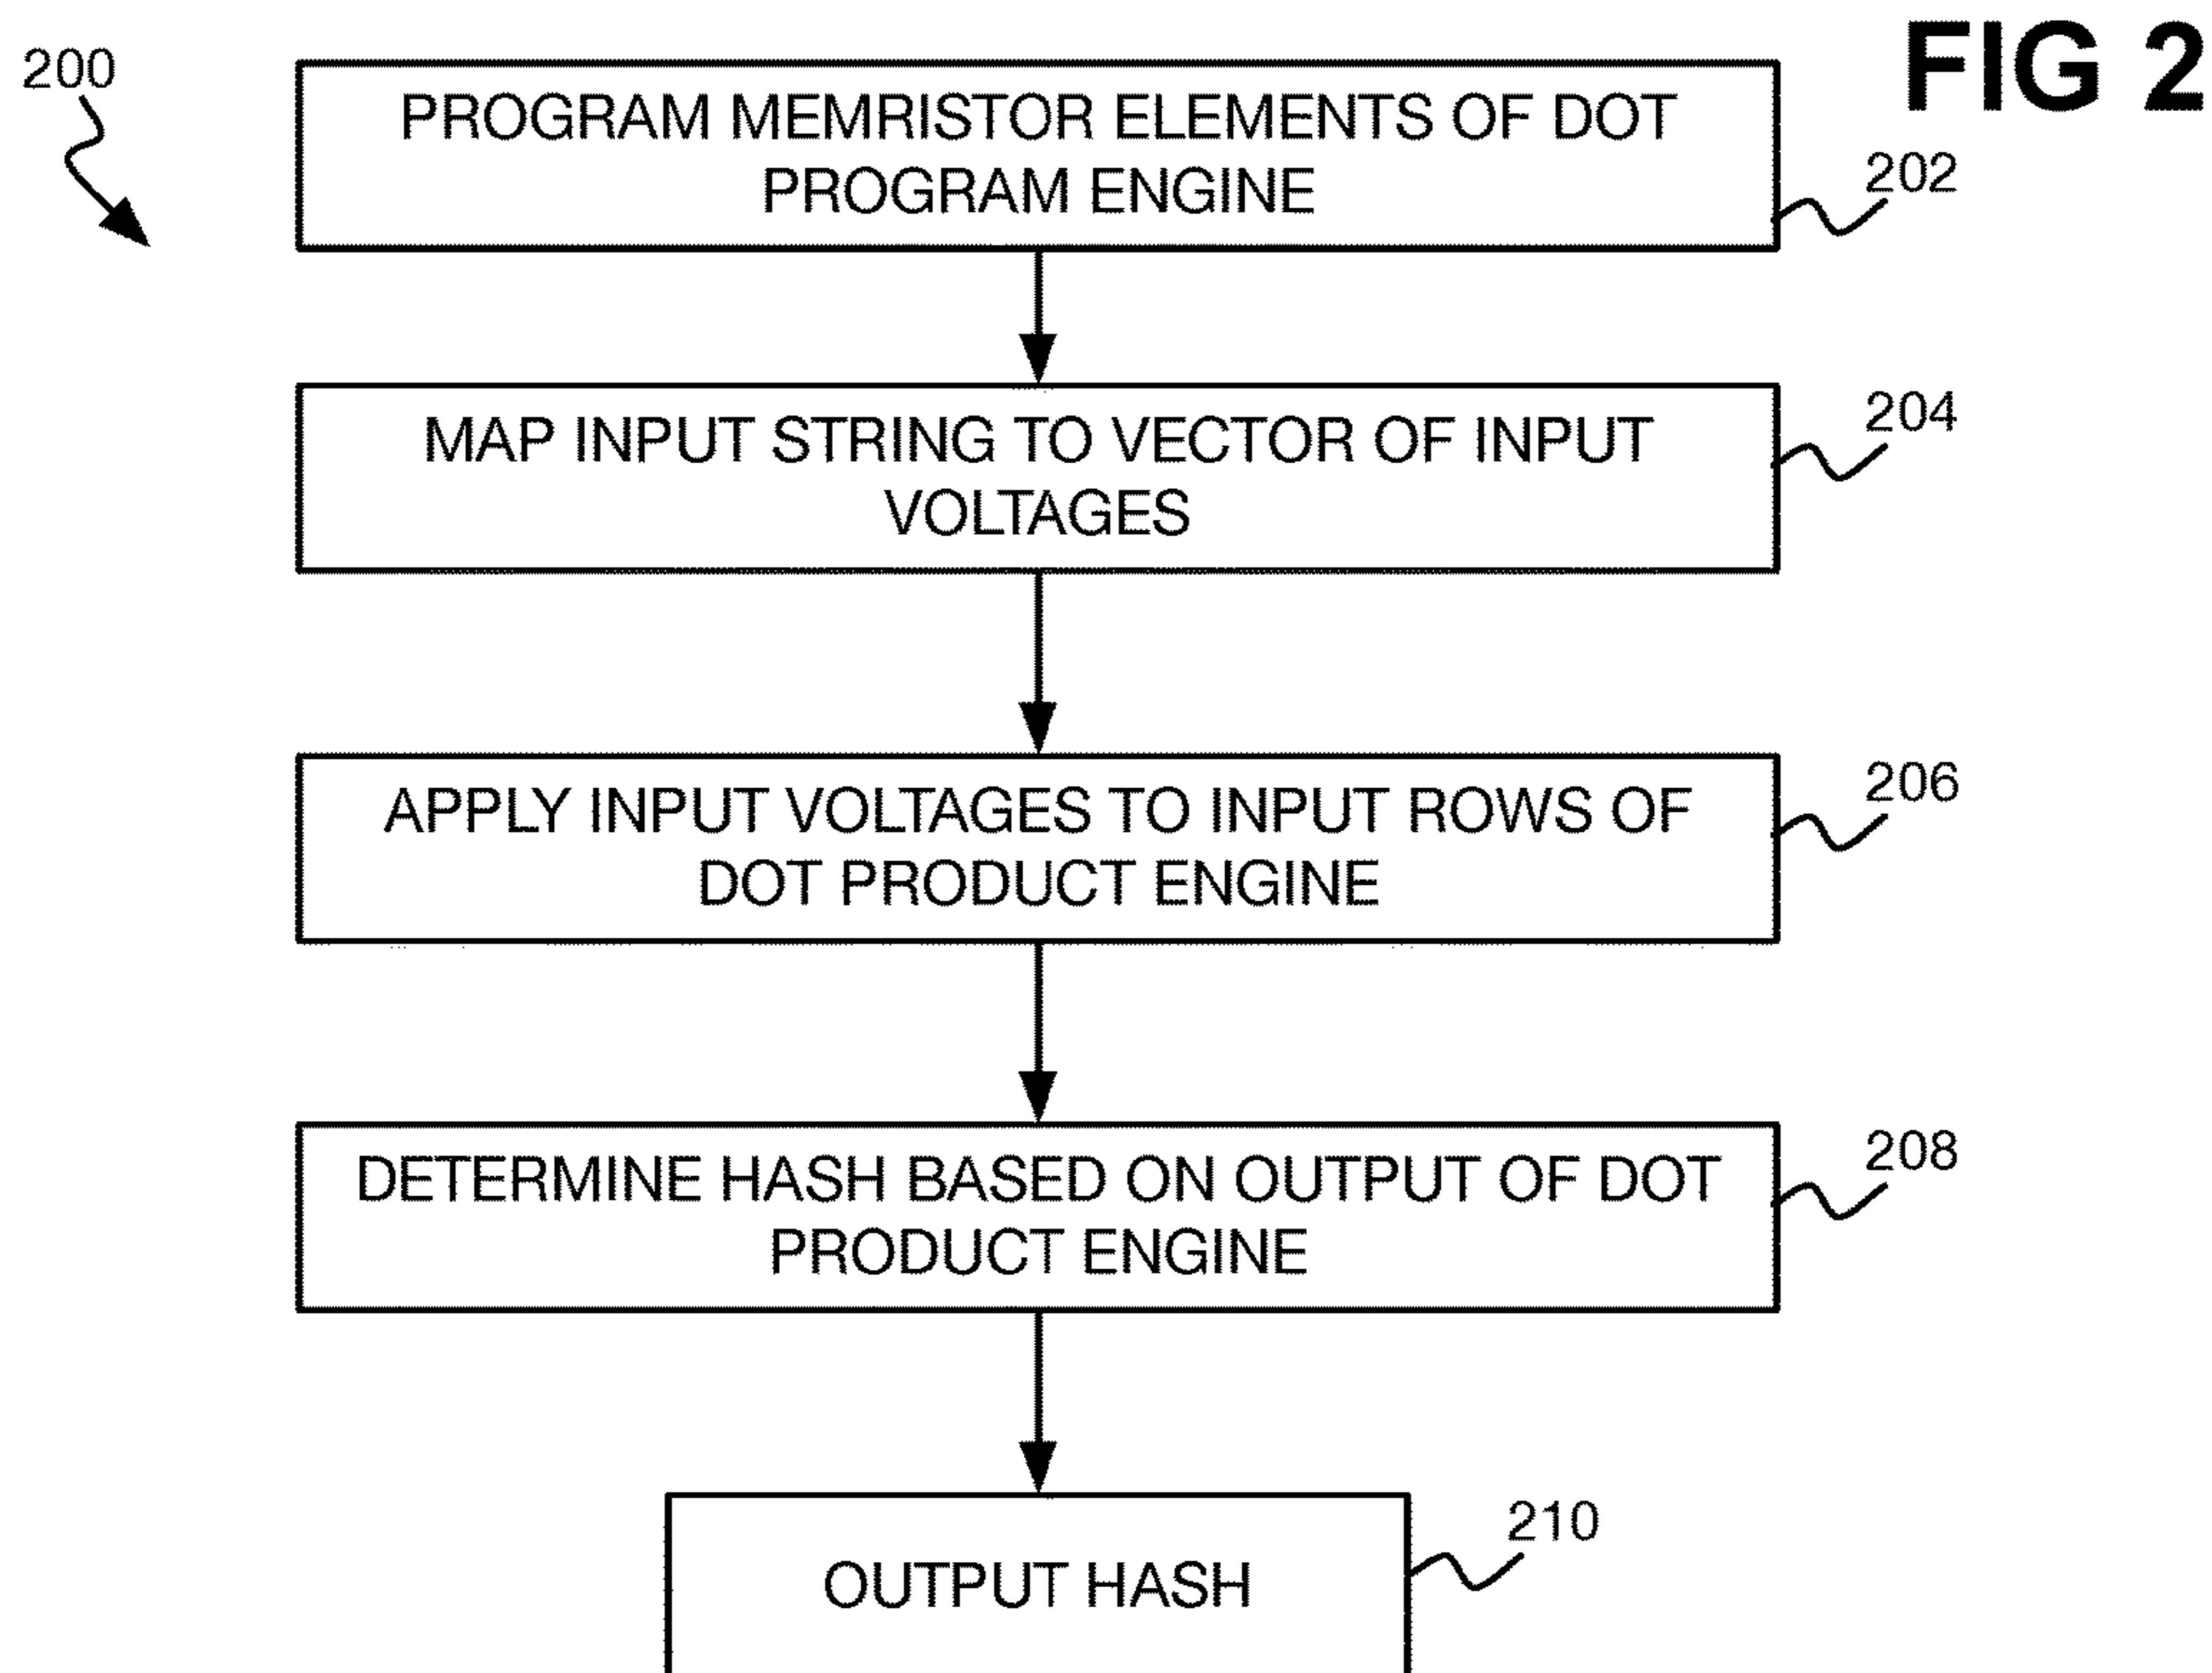 FIG 2
200
PROGRAM MEMRISTOR ELEMENTS OF DOT
PROGRAM ENGINE
202
MAP INPUT STRING TO VECTOR OF INPUT
VOLTAGES
204
APPLY INPUT VOLTAGES TO INPUT ROWS OF
DOT PRODUCT ENGINE
206
DETERMINE HASH BASED ON OUTPUT OF DOT
PRODUCT ENGINE
208
OUTPUT HASH
210